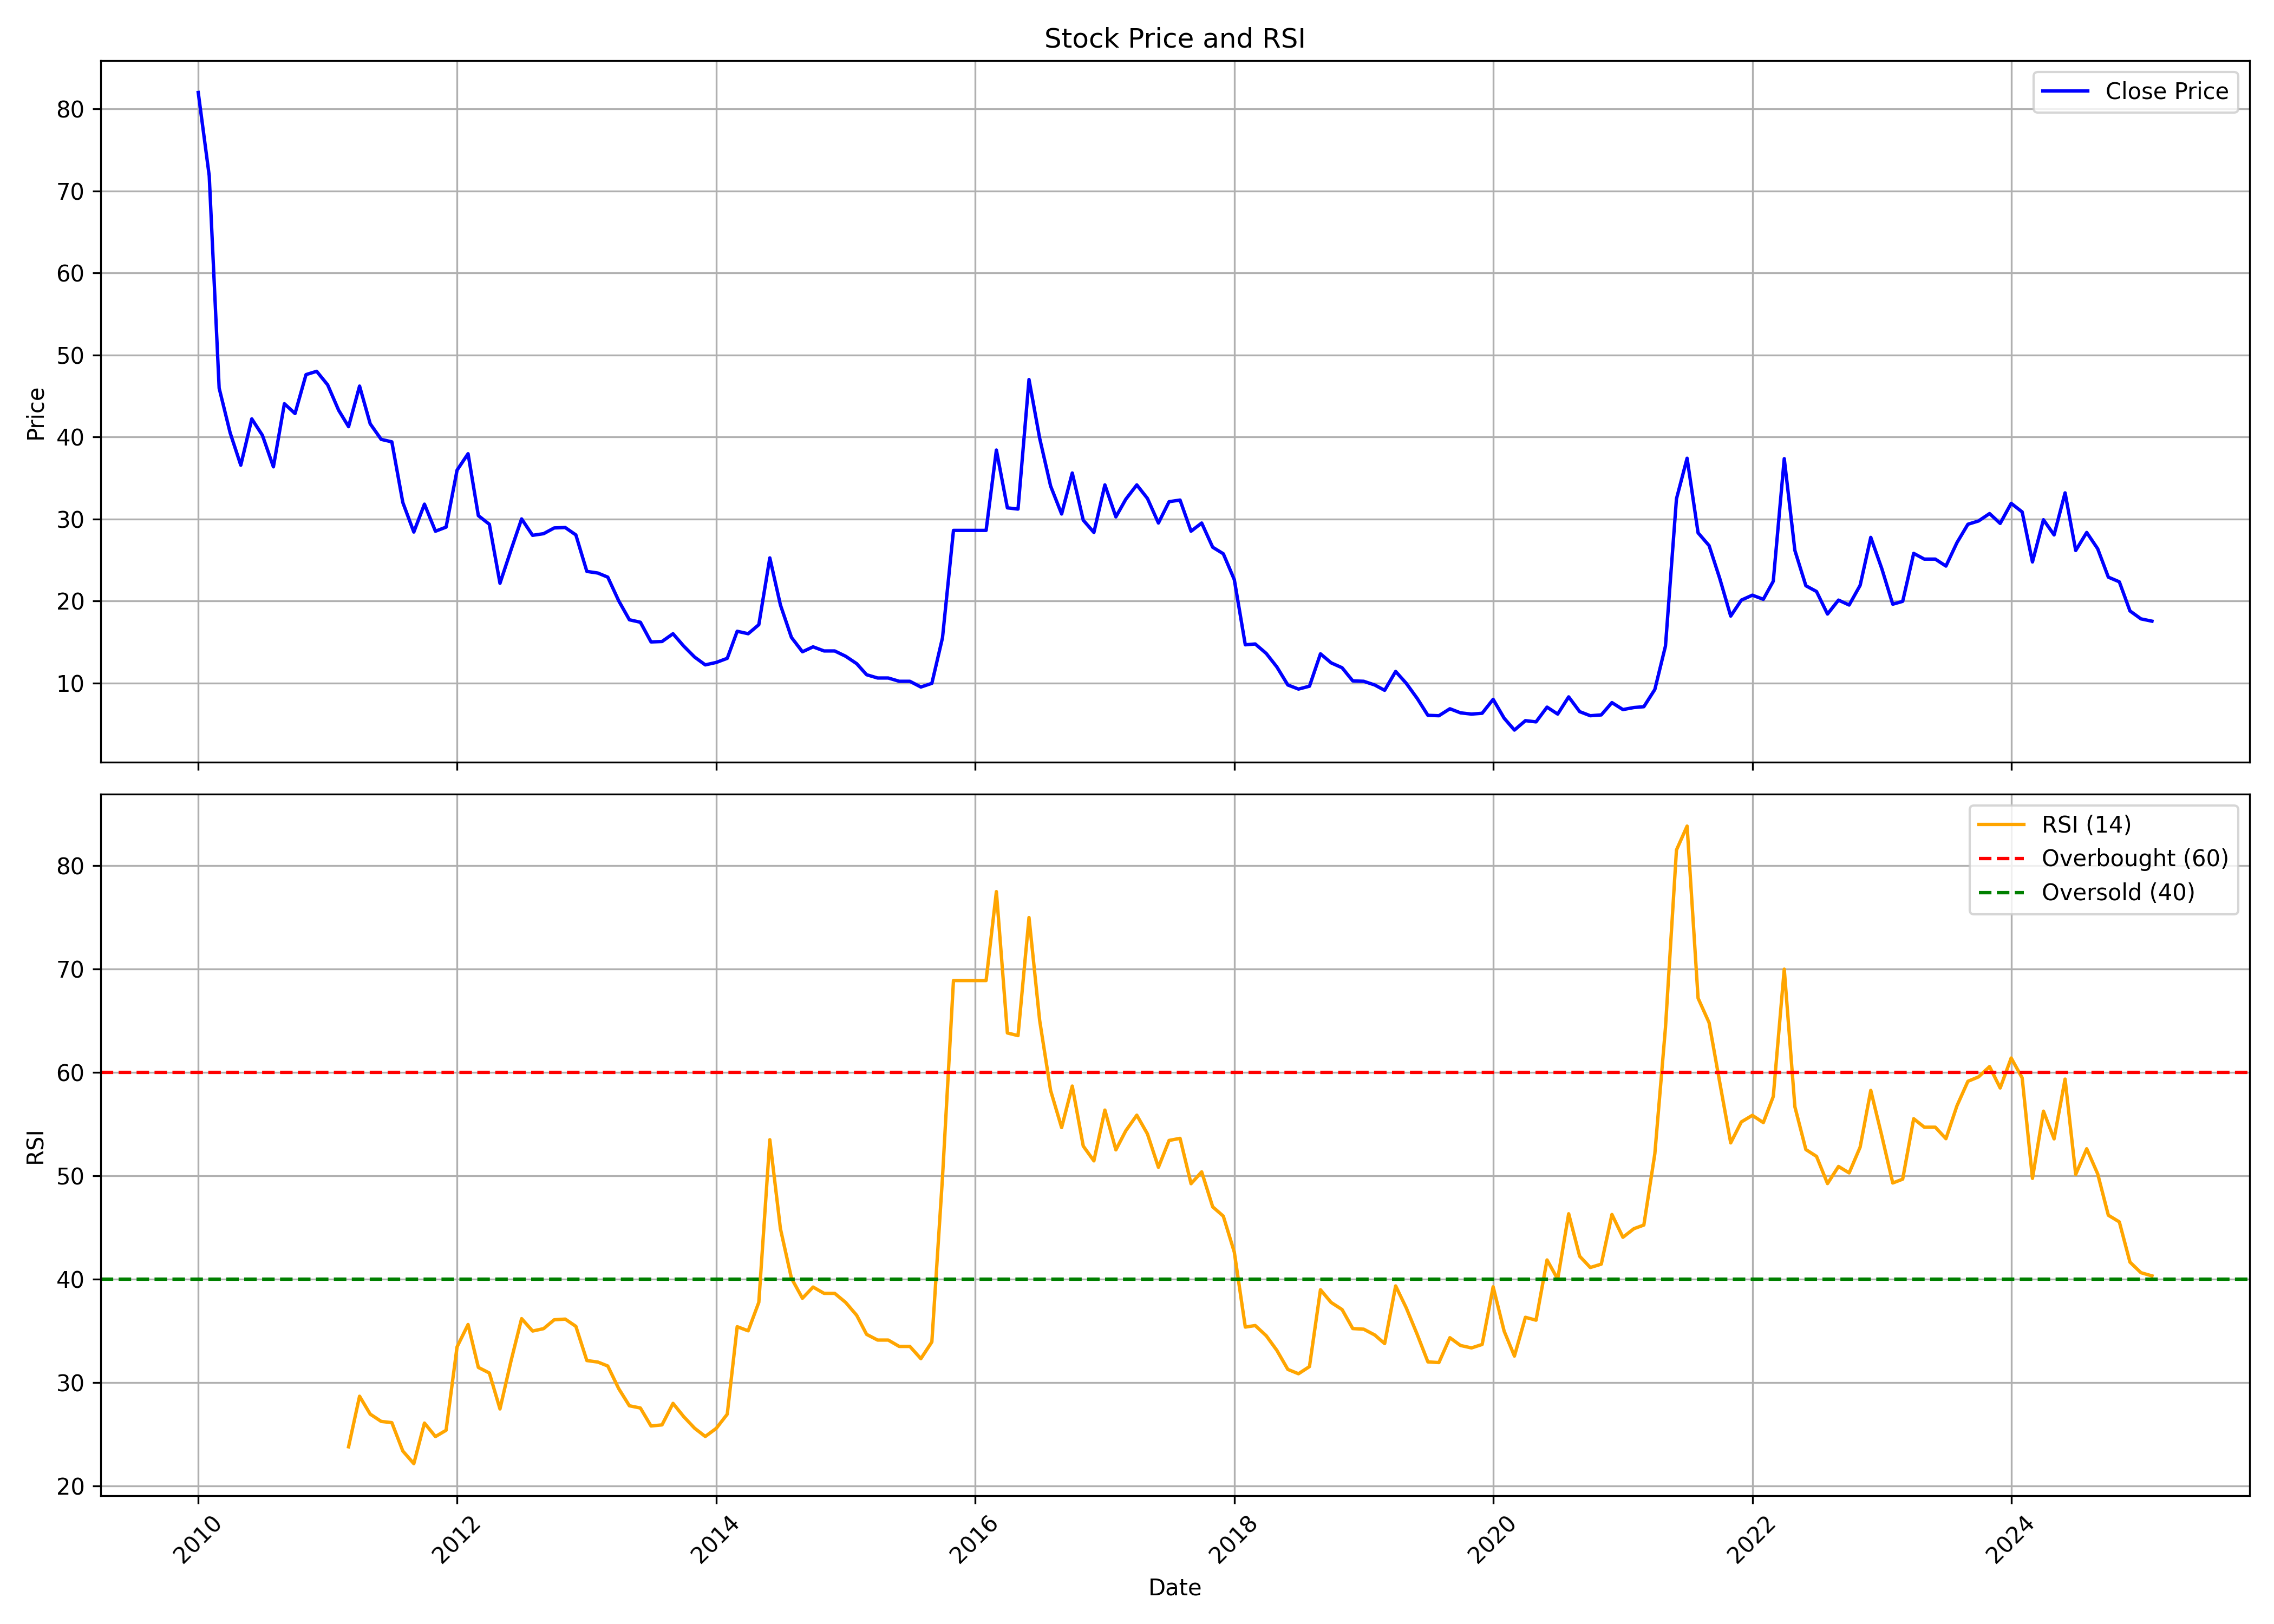 Stock Price and RSI
Close Price
Price
80
70
60
50
40
30
20
10
RSI (14)
Overbought (60)
Oversold (40)
RSI
80
70
60
50
40
30
20
2010 2012 2014 2016 2018 2020 2022 2024
Date